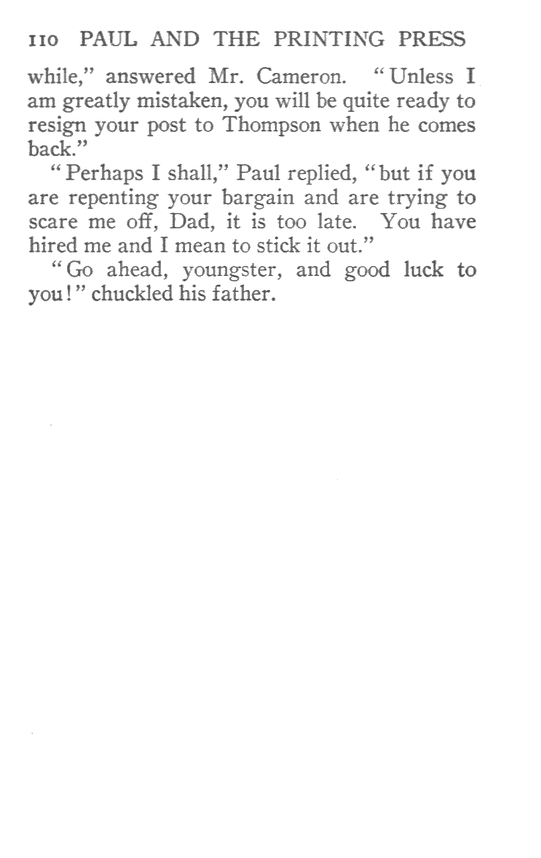 110 PAUL AND THE PRINTING PRESS
while,” answered Mr. Cameron. “Unless I
am greatly mistaken, you will be quite ready to
resign your post to Thompson when he comes
back.”
“Perhaps I shall,” Paul replied, “but if you
are repenting your bargain and are trying to
scare me off, Dad, it is too late. You have
hired me and I mean to stick it out.”
“Go ahead, youngster, and good luck to
you!” chuckled his father.